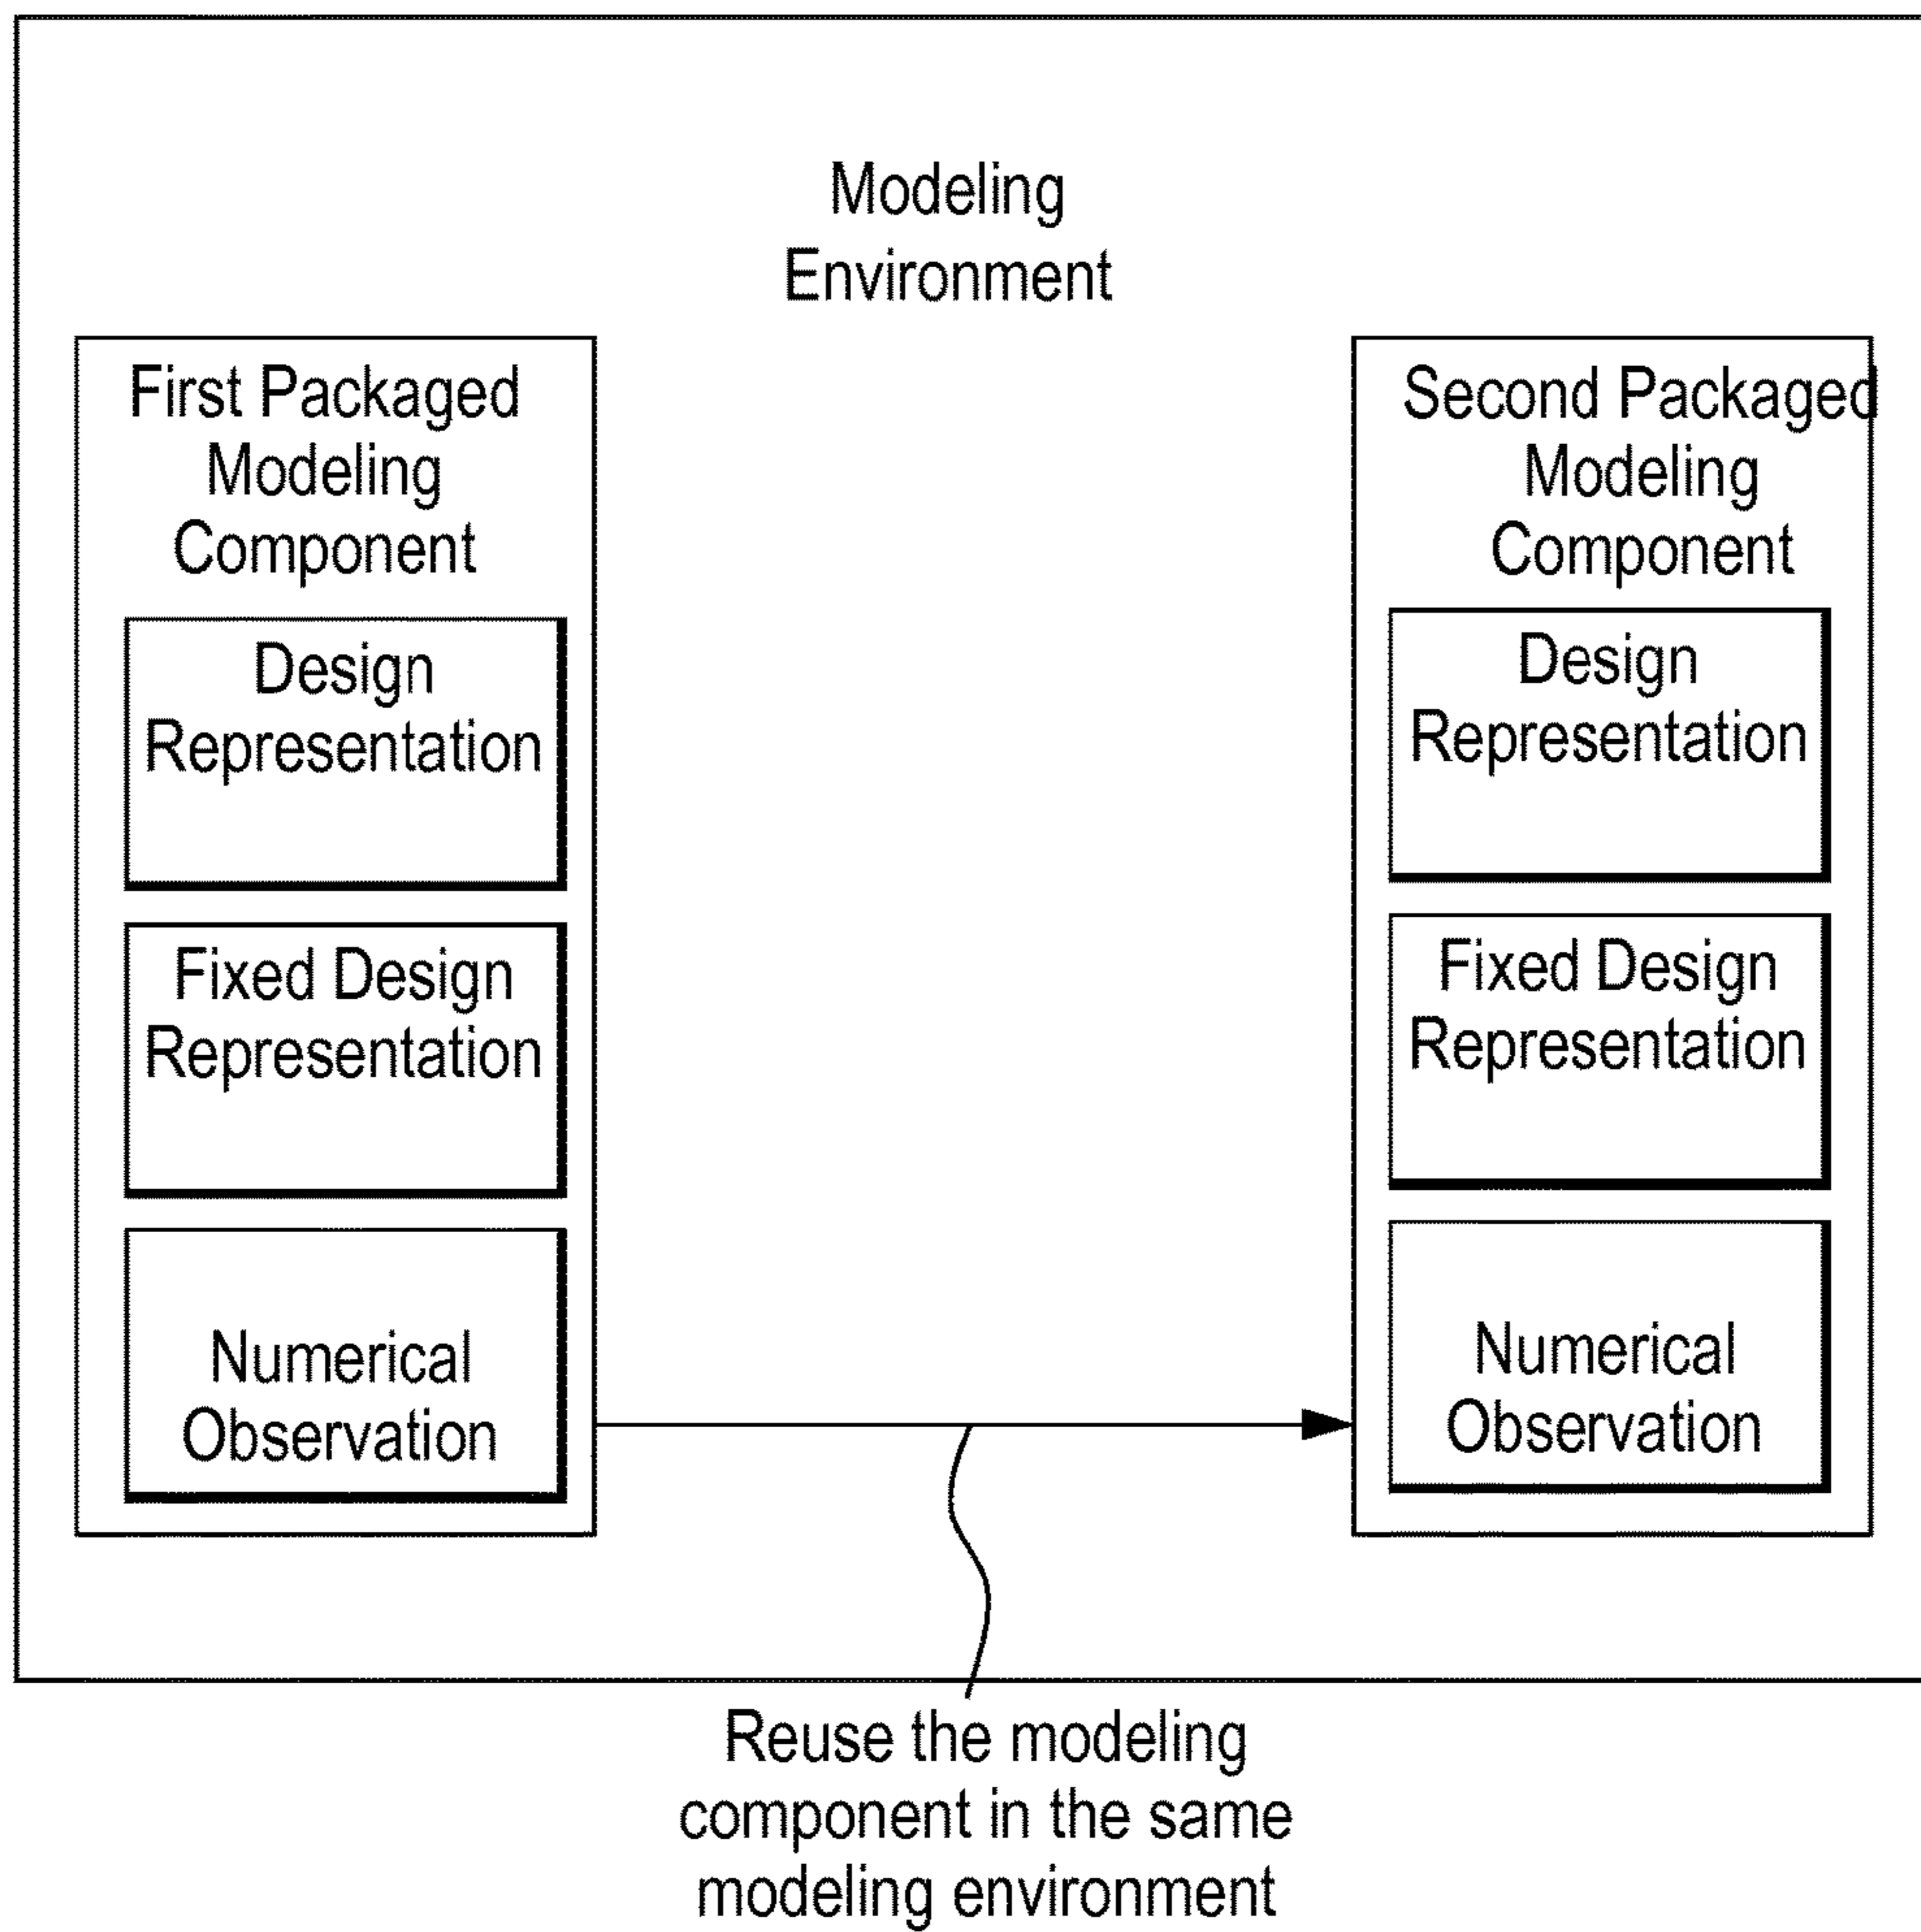 Modeling
Environment
First Packaged
Modeling
Component
Design
Representation
Fixed Design
Representation
Numerical
Observation
Second Packaged
Modeling
Component
Design
Representation
Fixed Design
Representation
Numerical
Observation
Reuse the modeling
component in the same
modeling environment